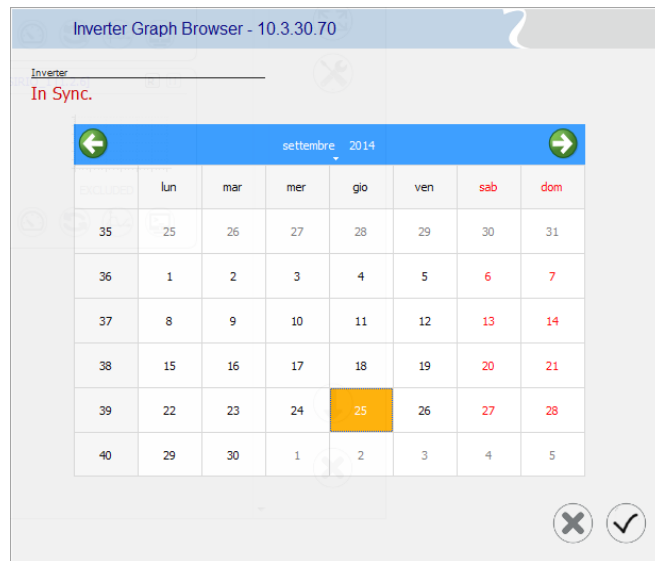 Inverter Graph Browser - 10.3.30.70
Inverter
In Sync.
settembre 2014
lun mar mer gio ven sab dom
35 25 26 27 28 29 30 31
36 1 2 3 4 5 6 7
37 8 9 10 11 12 13 14
38 15 16 17 18 19 20 21
39 22 23 24 25 26 27 28
40 29 30 1 2 3 4 5